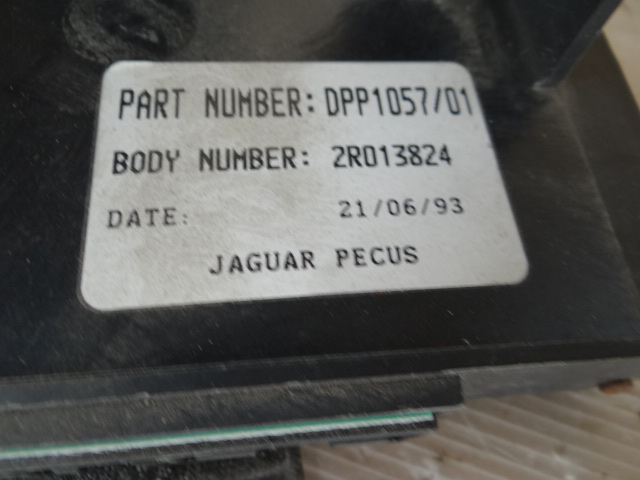 PART NUMBER: DPP1057/01
BODY NUMBER: 2R013824
DATE: 21/06/93
JAGUAR PECUS